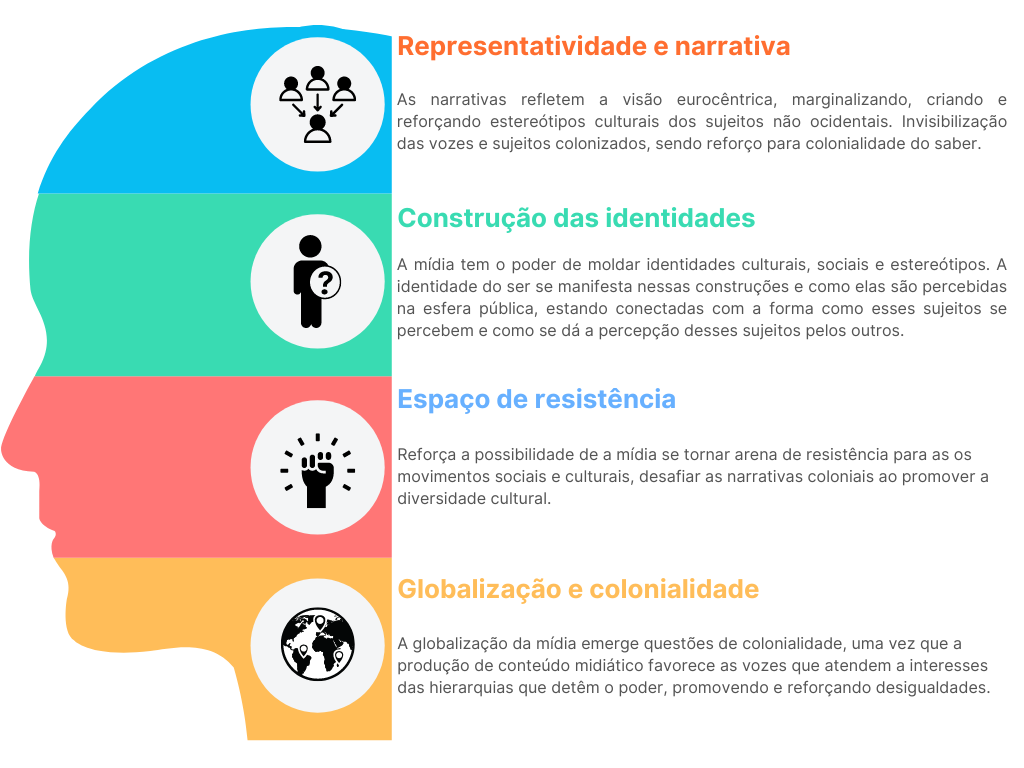 Representatividade e narrativa
As narrativas refletem a visão eurocêntrica, marginalizando, criando e
reforçando estereótipos culturais dos sujeitos não ocidentais. Invisibilização
das vozes e sujeitos colonizados, sendo reforço para colonialidade do saber.
Construção das identidades
A mídia tem o poder de moldar identidades culturais, sociais e estereótipos. A
identidade do ser se manifesta nessas construções e como elas são percebidas
na esfera pública, estando conectadas com a forma como esses sujeitos se
percebem e como se dá a percepção desses sujeitos pelos outros.
?
Espaço de resistência
Reforça a possibilidade de a mídia se tornar arena de resistência para as os
movimentos sociais e culturais, desafiar as narrativas coloniais ao promover a
diversidade cultural.
Globalização e colonialidade
A globalização da mídia emerge questões de colonialidade, uma vez que a
produção de conteúdo midiático favorece as vozes que atendem a interesses
das hierarquias que detêm o poder, promovendo e reforçando desigualdades.